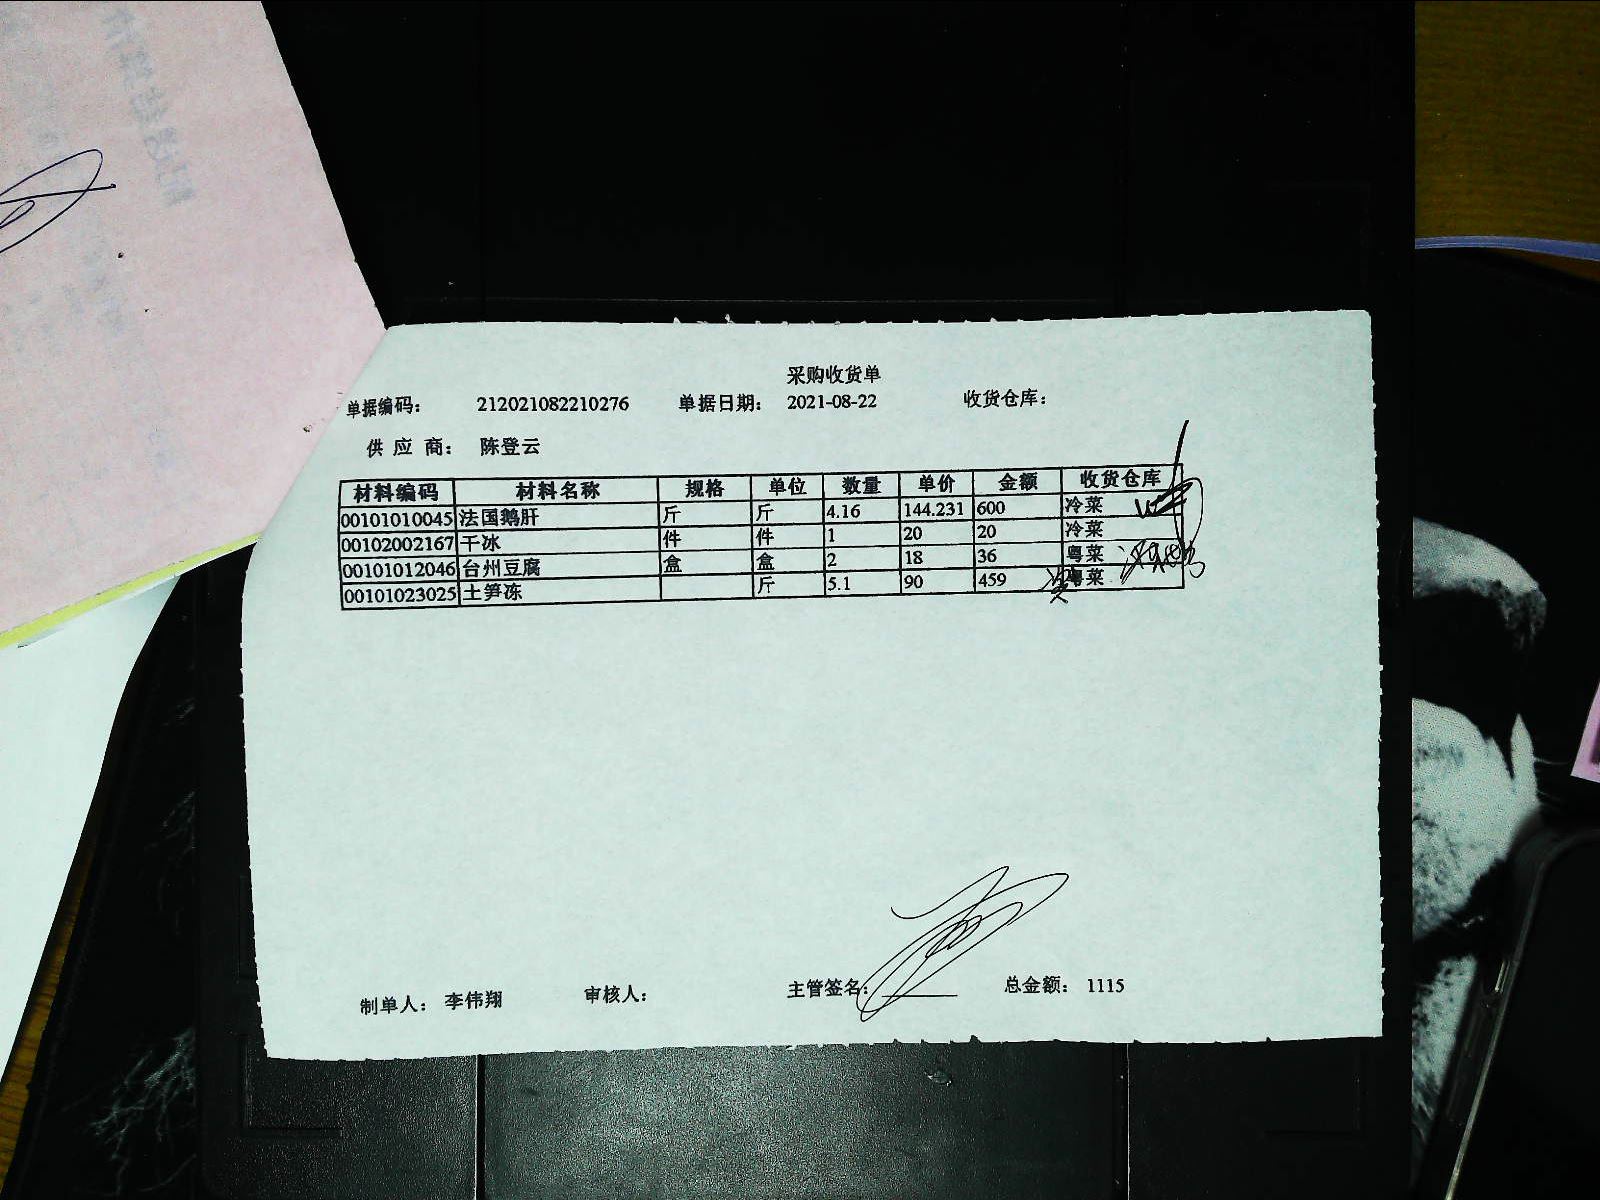 采购收货单
单据编码： 212021082210276 单据日期： 2021-08-22 收货仓库：
供 应 商： 陈登云
材料编码 材料名称 规格 单位 数量 单价 金额 收货仓库
00101010045 法国鹅肝 斤 斤 4.16 144.231 600 冷菜
00102002167 干冰 件 件 1 20 20 冷菜
00101012046 台州豆腐 盒 盒 2 18 36 粤菜
00101023025 土笋冻 斤 5.1 90 459 粤菜
制单人： 李伟翔 审核人： 主管签名： 总金额： 1115